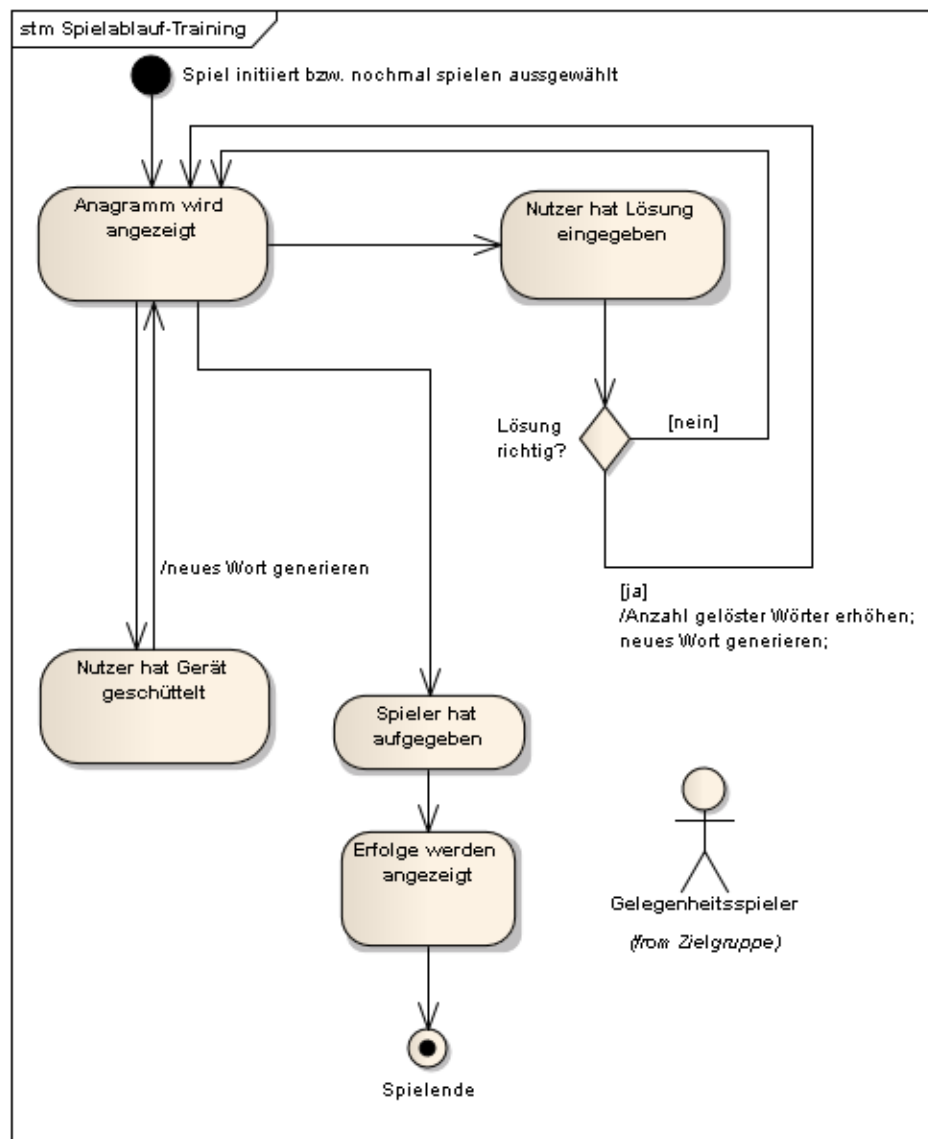 stm Spielablauf-Training
Spiel initiiert bzw. nochmal spielen aussgewählt
Anagramm wird
angezeigt
Nutzer hat Lösung
eingegeben
Lösung
richtig?
[nein]
/neues Wort generieren
[ja]
/Anzahl gelöster Wörter erhöhen;
neues Wort generieren;
Nutzer hat Gerät
geschüttelt
Spieler hat
aufgegeben
Erfolge werden
angezeigt
Gelegenheitsspieler
(from Zielgruppe)
Spielende